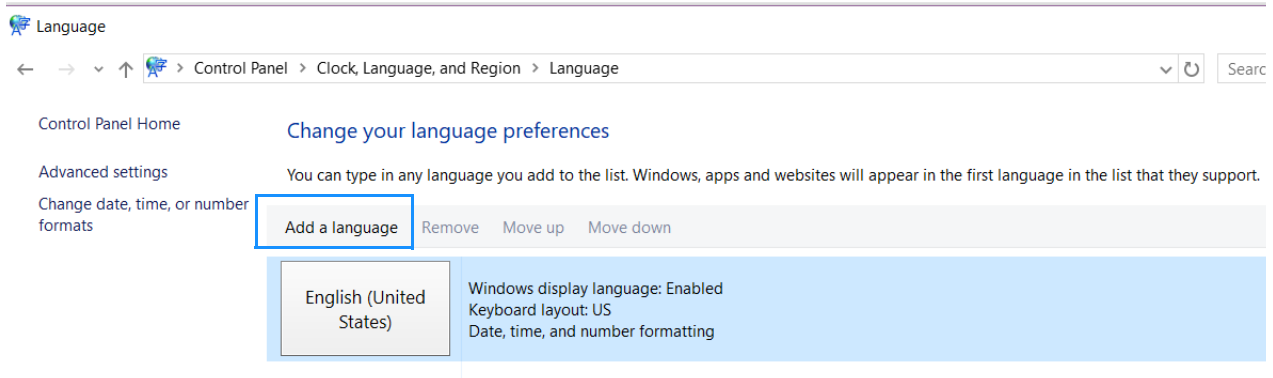 Language
Control Panel > Clock, Language, and Region > Language
Searc
Control Panel Home
Advanced settings
Change date, time, or number
formats
Change your language preferences
You can type in any language you add to the list. Windows, apps and websites will appear in the first language in the list that they support.
Add a language Remove Move up Move down
English (United
States)
Windows display language: Enabled
Keyboard layout: US
Date, time, and number formatting